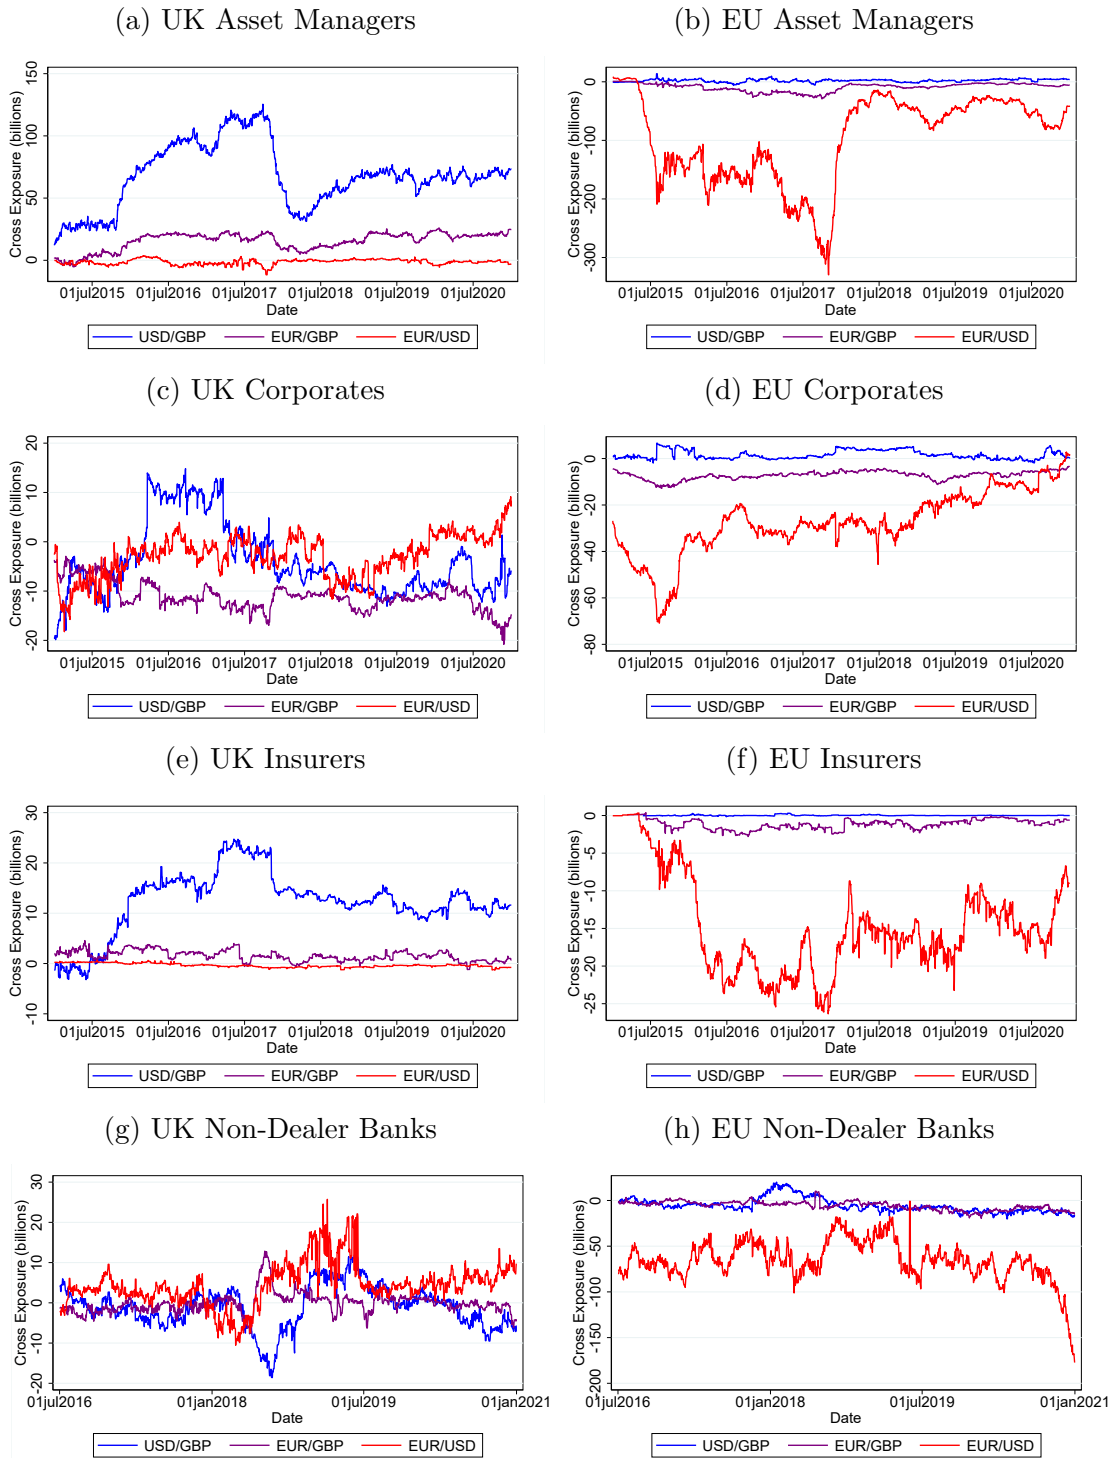 (a) UK Asset Managers
Cross Exposure (billions)
150
100
50
0
01jul2015 01jul2016 01jul2017 01jul2018 01jul2019 01jul2020
Date
USD/GBP EUR/GBP EUR/USD
(b) EU Asset Managers
Cross Exposure (billions)
0
-100
-200
-300
01jul2015 01jul2016 01jul2017 01jul2018 01jul2019 01jul2020
Date
USD/GBP EUR/GBP EUR/USD
(c) UK Corporates
Cross Exposure (billions)
20
10
0
-10
-20
01jul2015 01jul2016 01jul2017 01jul2018 01jul2019 01jul2020
Date
USD/GBP EUR/GBP EUR/USD
(d) EU Corporates
Cross Exposure (billions)
0
-20
-40
-60
-80
01jul2015 01jul2016 01jul2017 01jul2018 01jul2019 01jul2020
Date
USD/GBP EUR/GBP EUR/USD
(e) UK Insurers
Cross Exposure (billions)
30
20
10
0
-10
01jul2015 01jul2016 01jul2017 01jul2018 01jul2019 01jul2020
Date
USD/GBP EUR/GBP EUR/USD
(f) EU Insurers
Cross Exposure (billions)
0
-5
-10
-15
-20
-25
01jul2015 01jul2016 01jul2017 01jul2018 01jul2019 01jul2020
Date
USD/GBP EUR/GBP EUR/USD
(g) UK Non-Dealer Banks
Cross Exposure (billions)
30
20
10
0
-10
-20
01jul2016 01jan2018 01jul2019 01jan2021
Date
USD/GBP EUR/GBP EUR/USD
(h) EU Non-Dealer Banks
Cross Exposure (billions)
0
-50
-100
-150
-200
01jul2016 01jan2018 01jul2019 01jan2021
Date
USD/GBP EUR/GBP EUR/USD